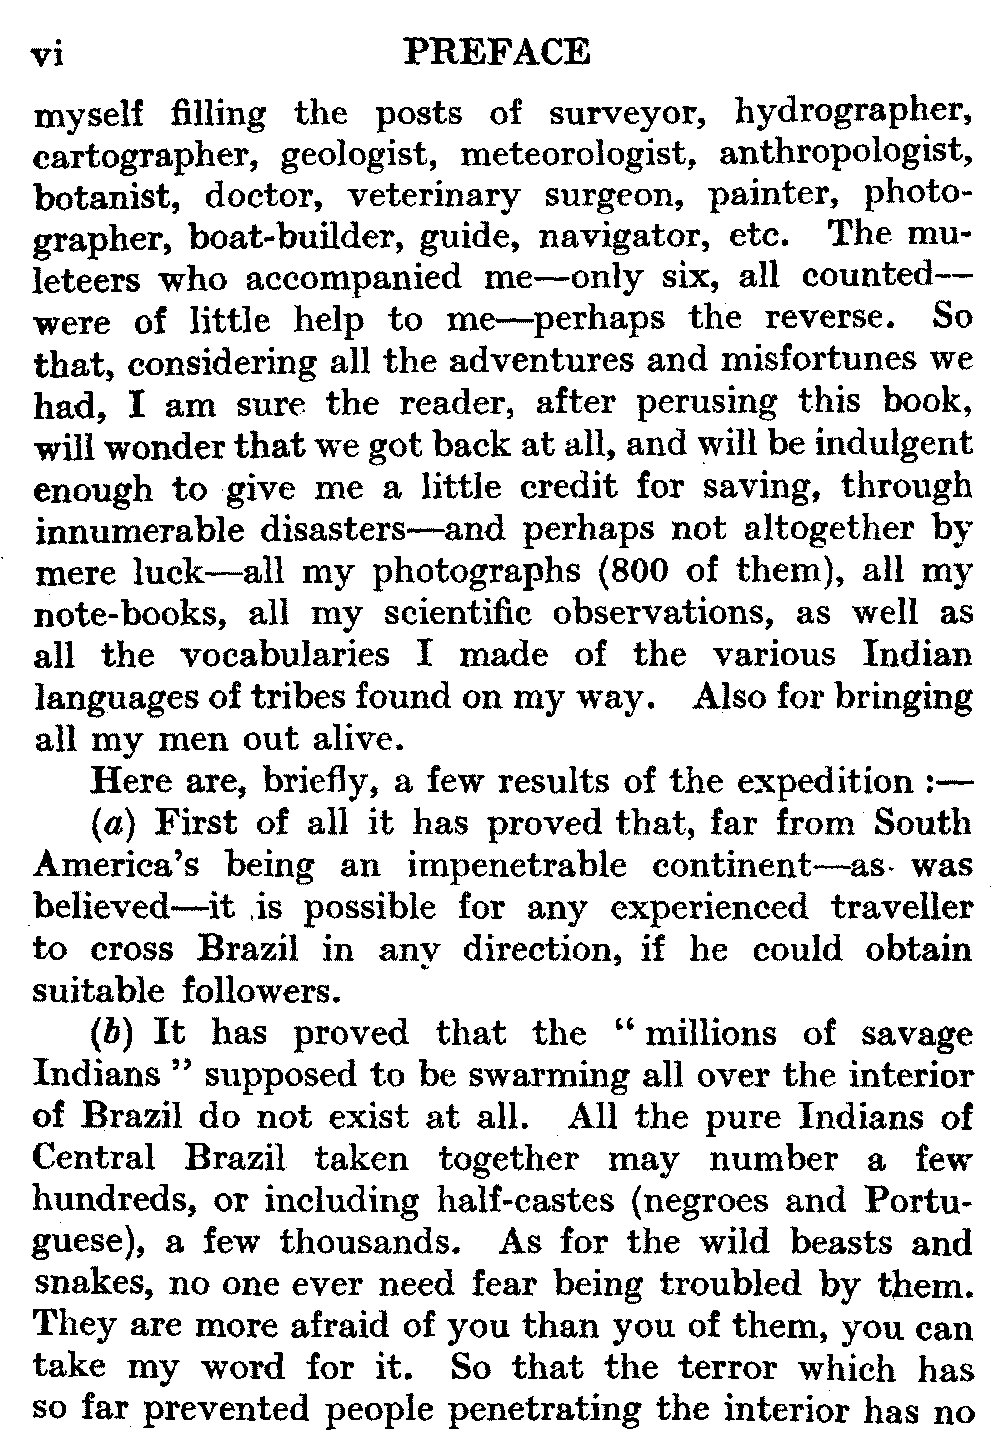 vi PREFACE
myself filling the posts of surveyor, hydrographer,
cartographer, geologist, meteorologist, anthropologist,
botanist, doctor, veterinary surgeon, painter, photo-
grapher, boat-builder, guide, navigator, etc. The mu-
leteers who accompanied me—only six, all counted—
were of little help to me—perhaps the reverse. So
that, considering all the adventures and misfortunes we
had, I am sure the reader, after perusing this book,
will wonder that we got back at all, and will be indulgent
enough to give me a little credit for saving, through
innumerable disasters—and perhaps not altogether by
mere luck—all my photographs (800 of them), all my
note-books, all my scientific observations, as well as
all the vocabularies I made of the various Indian
languages of tribes found on my way. Also for bringing
all my men out alive.
Here are, briefly, a few results of the expedition :—
(a) First of all it has proved that, far from South
America's being an impenetrable continent—as was
believed—it is possible for any experienced traveller
to cross Brazil in any direction, if he could obtain
suitable followers.
(b) It has proved that the “ millions of savage
Indians ” supposed to be swarming all over the interior
of Brazil do not exist at all. All the pure Indians of
Central Brazil taken together may number a few
hundreds, or including half-castes (negroes and Portu-
guese), a few thousands. As for the wild beasts and
snakes, no one ever need fear being troubled by them.
They are more afraid of you than you of them, you can
take my word for it. So that the terror which has
so far prevented people penetrating the interior has no